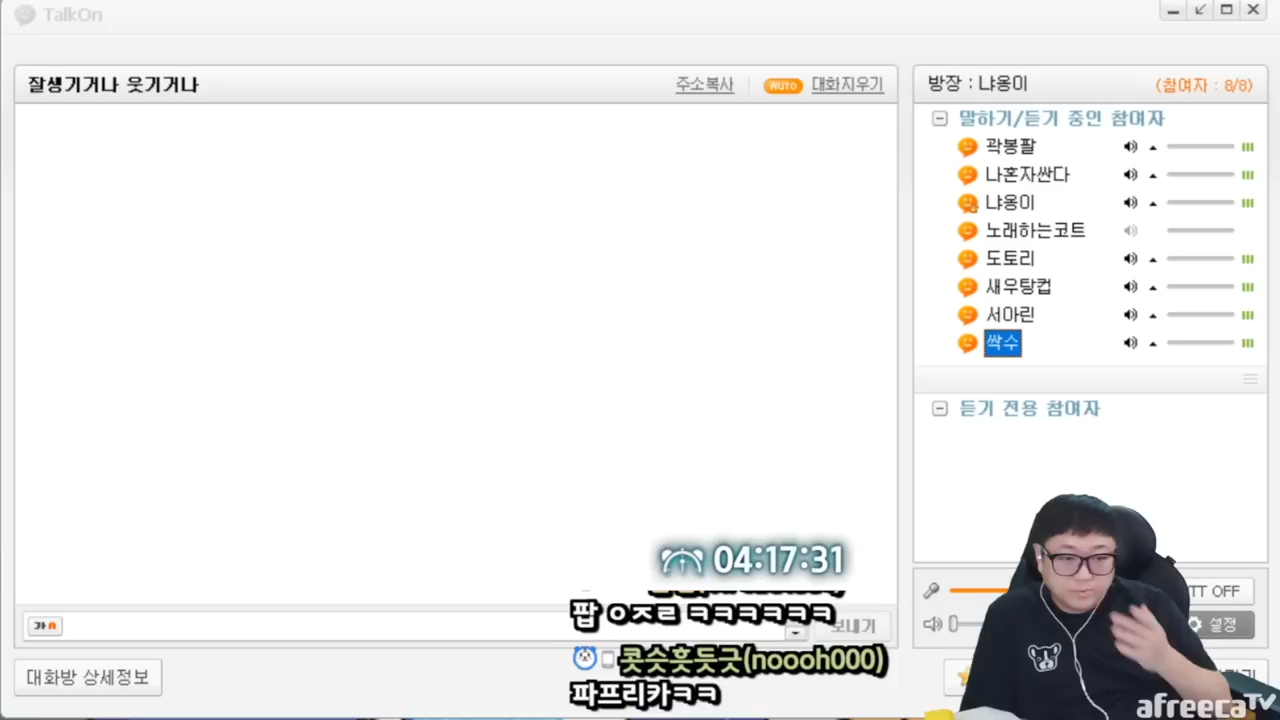 TalkOn
잘생기거나 웃기거나
주소복사
AUTO
대화지우기
방장 : 냐옹이
(참여자 : 8/8)
말하기/듣기 중인 참여자
곽봉팔
나혼자싼다
냐옹이
노래하는코트
도토리
새우탕컵
서아린
싹수
듣기 전용 참여자
04:17:31
팝 ㅇㅈㄹ ㅋㅋㅋㅋㅋㅋ
콧슷흣듯긋(noooh000)
파프리카ㅋㅋ
가
보내기
TT OFF
설정
대화방 상세정보
afreecaTV